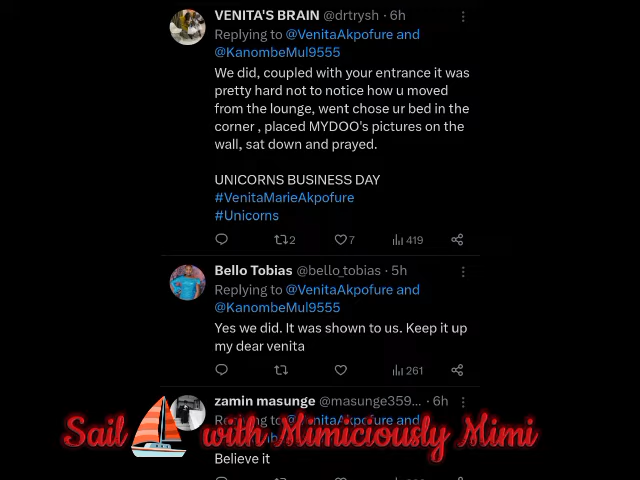 VENITA'S BRAIN @drtrysh · 6h
Replying to @VenitaAkpofure and
@KanombeMul9555
We did, coupled with your entrance it was
pretty hard not to notice how u moved
from the lounge, went chose ur bed in the
corner , placed MYDOO's pictures on the
wall, sat down and prayed.
UNICORNS BUSINESS DAY
#VenitaMarieAkpofure
#Unicorns
2 7 419
Bello Tobias @bello_tobias · 5h
Replying to @VenitaAkpofure and
@KanombeMul9555
Yes we did. It was shown to us. Keep it up
my dear venita
261
zamin masunge @masunge359... · 6h
@VenitaAkpofure and
Sail with Mimiciously Mimi
Believe it